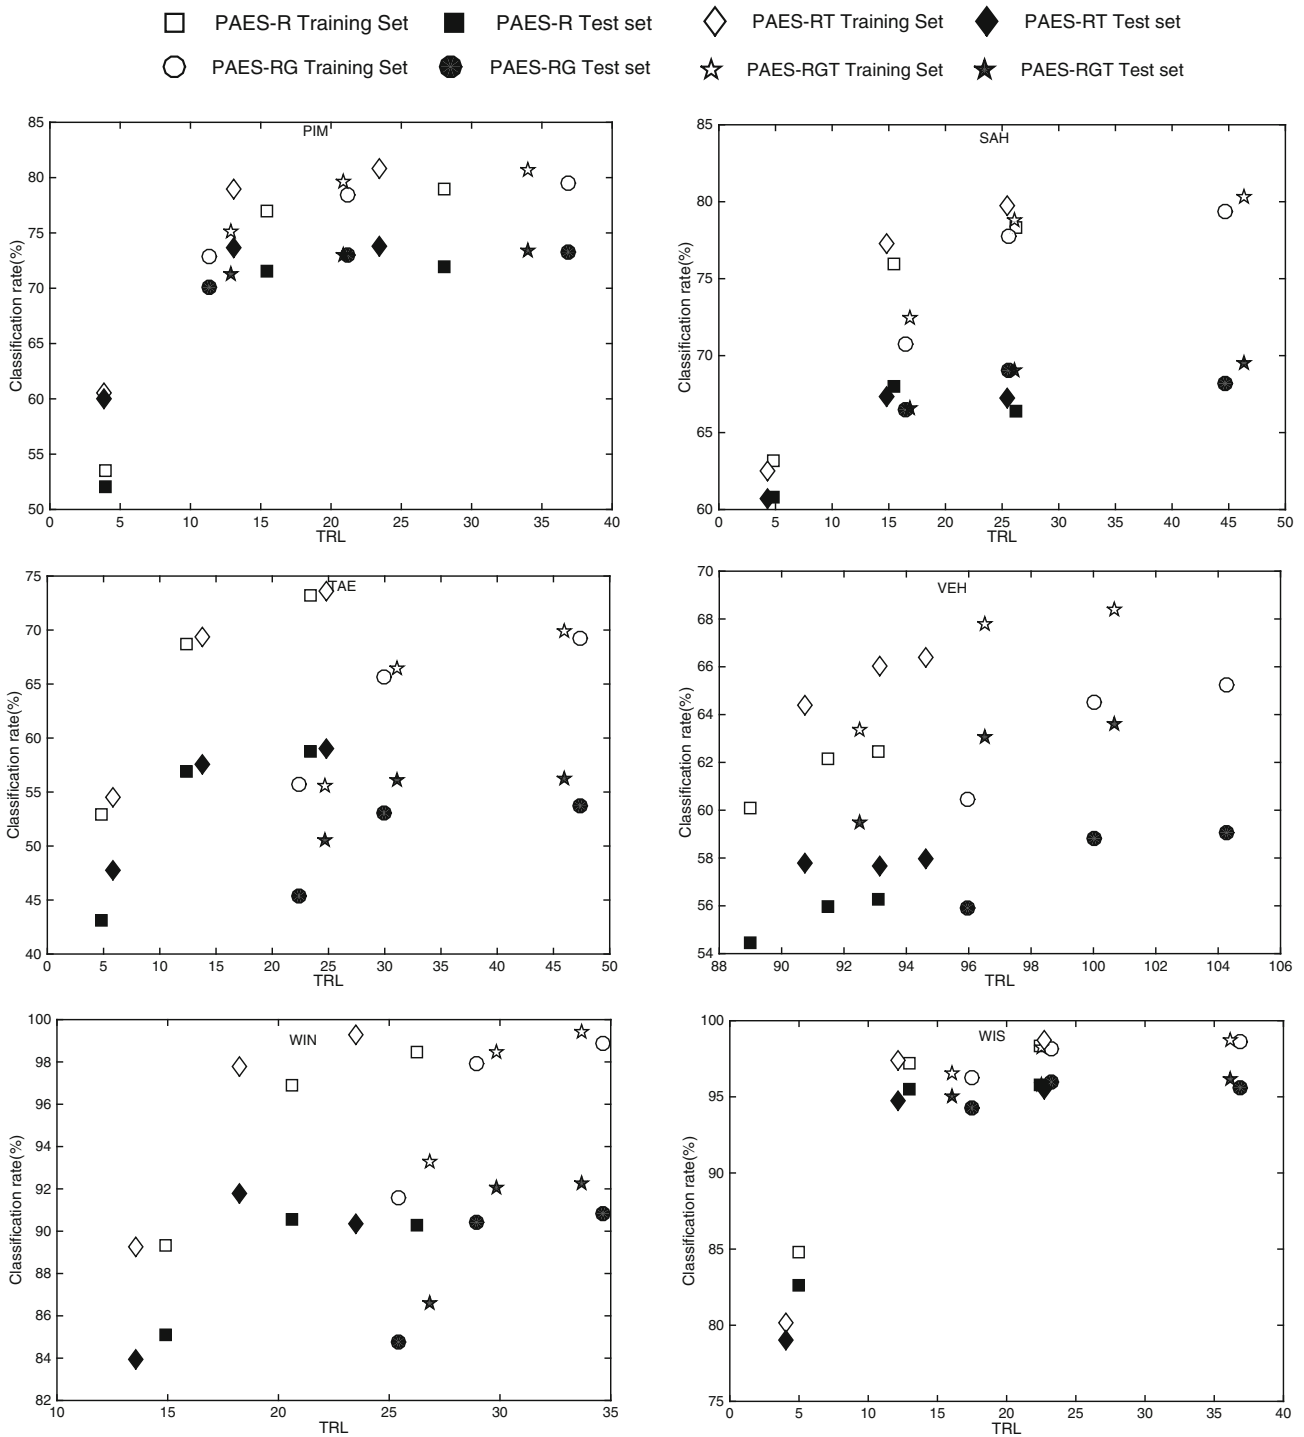 PAES-R Training Set
PAES-R Test set
PAES-RT Training Set
PAES-RT Test set
PAES-RG Training Set
PAES-RG Test set
PAES-RGT Training Set
PAES-RGT Test set
PIM
Classification rate(%)
85
80
75
70
65
60
55
50
0 5 10 15 20 25 30 35 40
TRL
SAH
Classification rate(%)
85
80
75
70
65
60
0 5 10 15 20 25 30 35 40 45 50
TRL
TAE
Classification rate(%)
75
70
65
60
55
50
45
40
0 5 10 15 20 25 30 35 40 45 50
TRL
VEH
Classification rate(%)
70
68
66
64
62
60
58
56
54
88 90 92 94 96 98 100 102 104 106
TRL
WIN
Classification rate(%)
100
98
96
94
92
90
88
86
84
82
10 15 20 25 30 35
TRL
WIS
Classification rate(%)
100
95
90
85
80
75
0 5 10 15 20 25 30 35 40
TRL